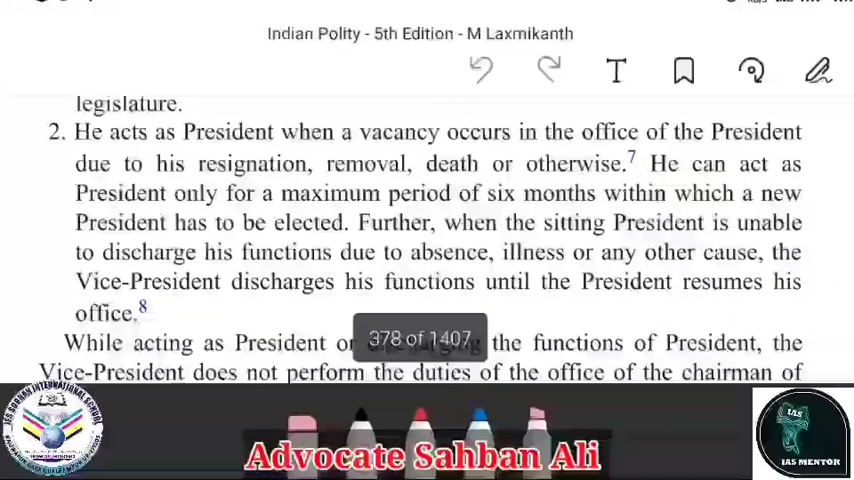 Indian Polity - 5th Edition - M Laxmikanth
T
legislature.
2. He acts as President when a vacancy occurs in the office of the President
due to his resignation, removal, death or otherwise.7 He can act as
President only for a maximum period of six months within which a new
President has to be elected. Further, when the sitting President is unable
to discharge his functions due to absence, illness or any other cause, the
Vice-President discharges his functions until the President resumes his
office.8
378 of 1407
While acting as President or the functions of President, the
Vice-President does not perform the duties of the office of the chairman of
Advocate Sahban Ali
IAS
IAS MENTOR